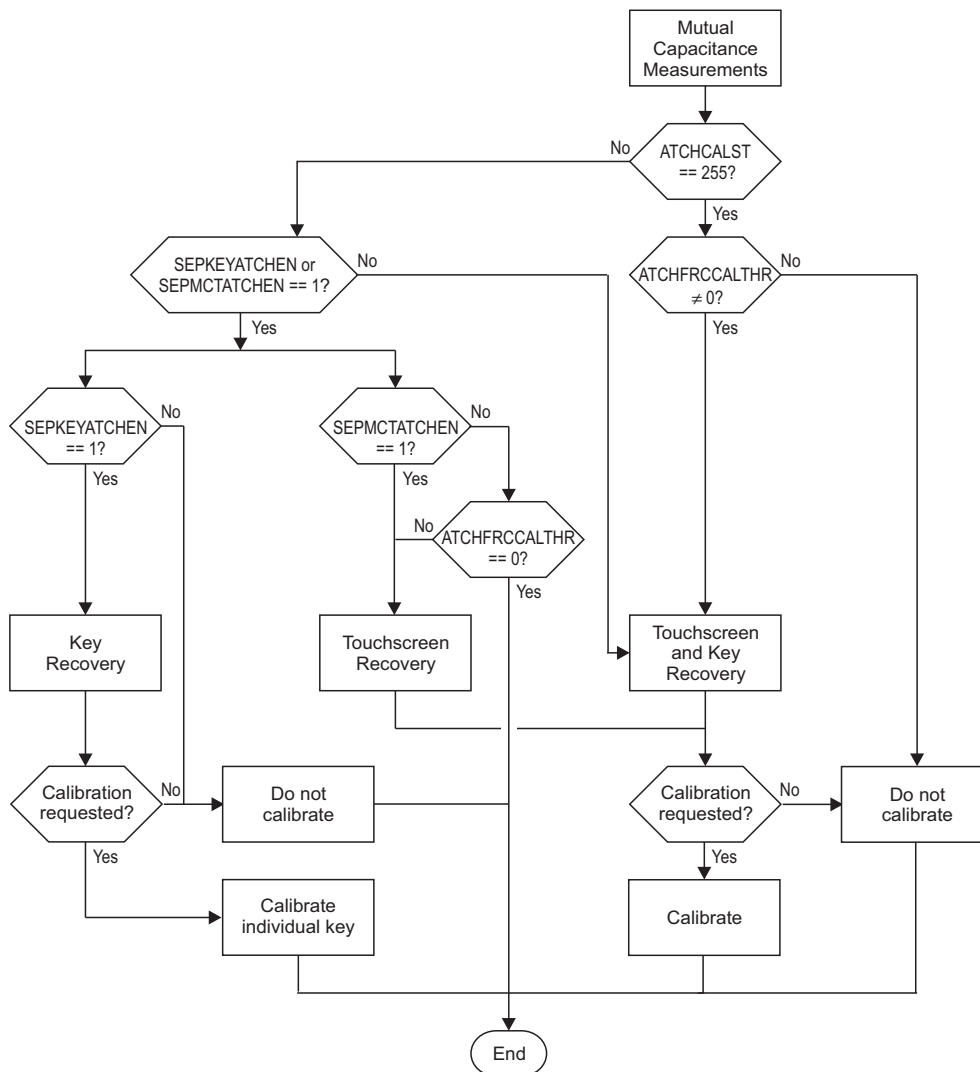 Mutual
Capacitance
Measurements
No
ATCHCALST
== 255?
Yes
SEPKEYATCHEN or
SEPMCTATCHEN == 1?
No
ATCHFRCCALTHR
≠ 0?
No
Yes
Yes
SEPKEYATCHEN
== 1?
No
Yes
SEPMCTATCHEN
== 1?
No
Yes
No
ATCHFRCCALTHR
== 0?
Yes
Key
Recovery
Touchscreen
Recovery
Touchscreen
and Key
Recovery
Calibration
requested?
No
Do not
calibrate
Calibration
requested?
No
Do not
calibrate
Yes
Yes
Calibrate
individual key
Calibrate
End